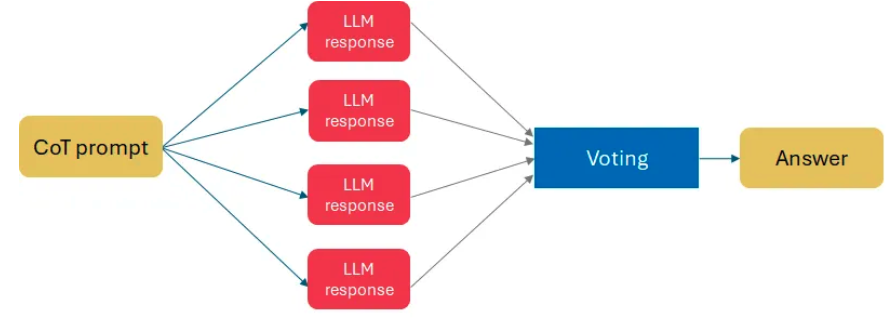 LLM
response
LLM
response
CoT prompt
Voting
Answer
LLM
response
LLM
response